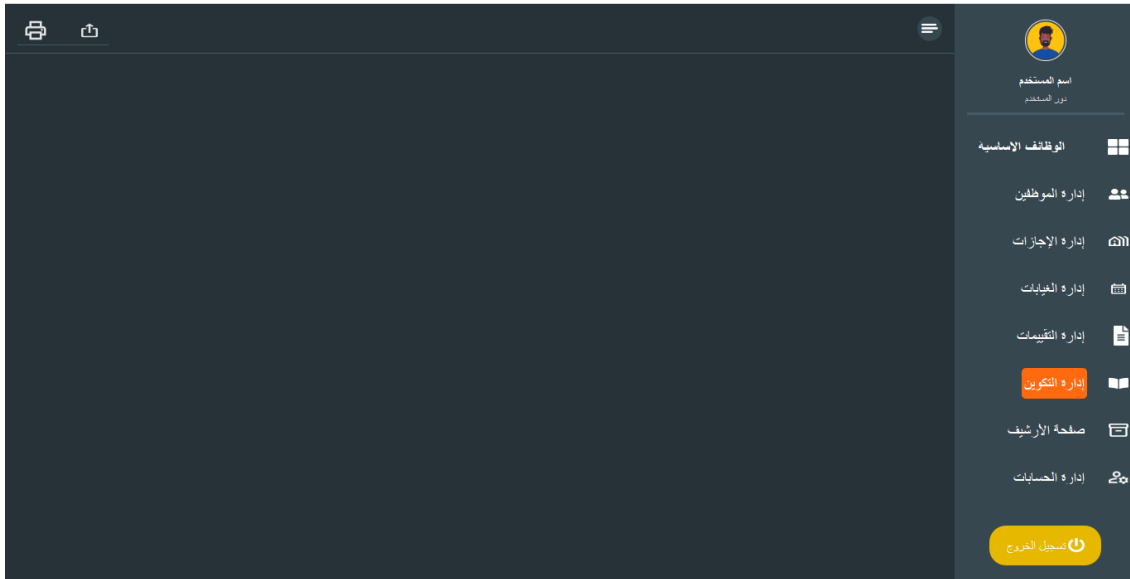 اسم المستخدم
دور المستخدم
الوظائف الاساسية
إدارة الموظفين
إدارة الإجازات
إدارة الغيابات
إدارة التقييمات
إدارة التكوين
صفحة الأرشيف
إدارة الحسابات
تسجيل الخروج